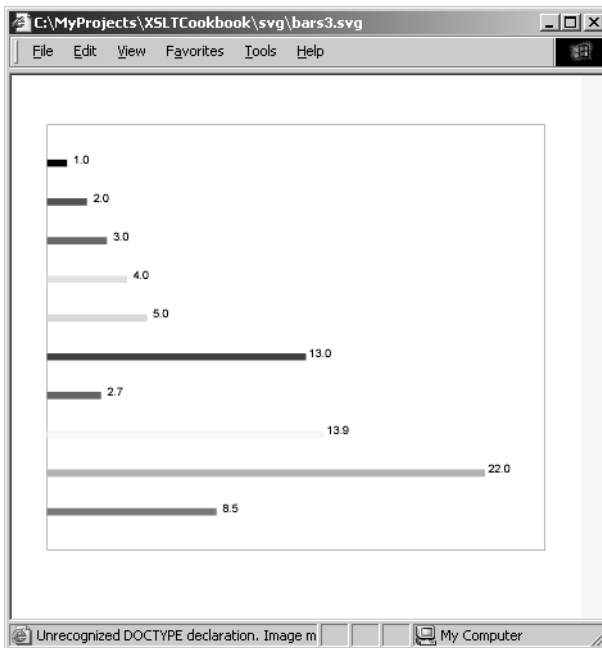 C:\MyProjects\XSLTCookbook\svg\bars3.svg
File Edit View Favorites Tools Help
1.0
2.0
3.0
4.0
5.0
13.0
2.7
13.9
22.0
8.5
Unrecognized DOCTYPE declaration. Image m
My Computer